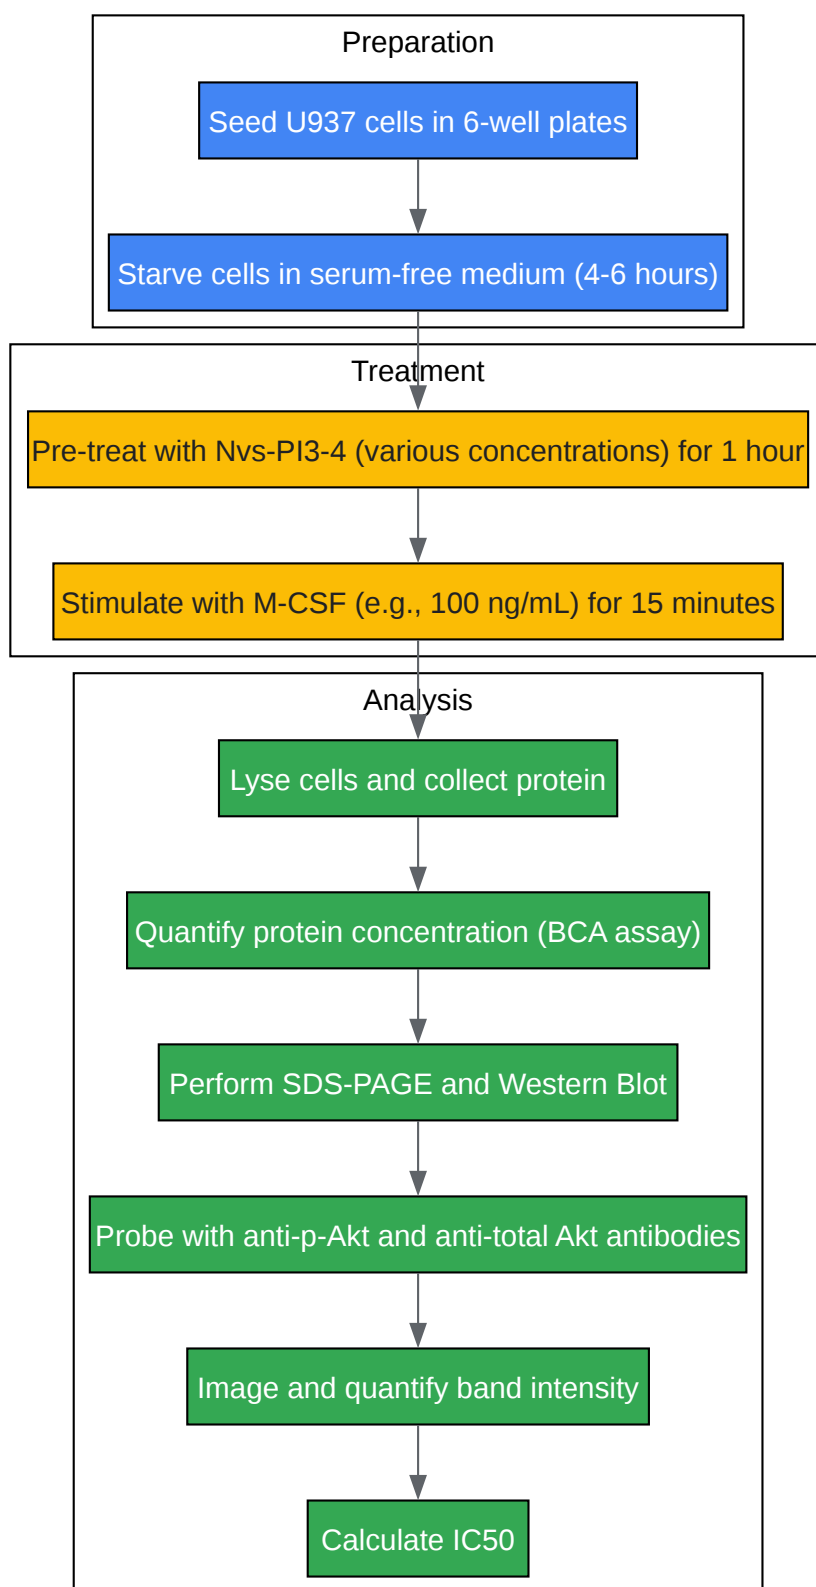 Preparation
Seed U937 cells in 6-well plates
Starve cells in serum-free medium (4-6 hours)
Treatment
Pre-treat with Nvs-PI3-4 (various concentrations) for 1 hour
Stimulate with M-CSF (e.g., 100 ng/mL) for 15 minutes
Analysis
Lyse cells and collect protein
Quantify protein concentration (BCA assay)
Perform SDS-PAGE and Western Blot
Probe with anti-p-Akt and anti-total Akt antibodies
Image and quantify band intensity
Calculate IC50